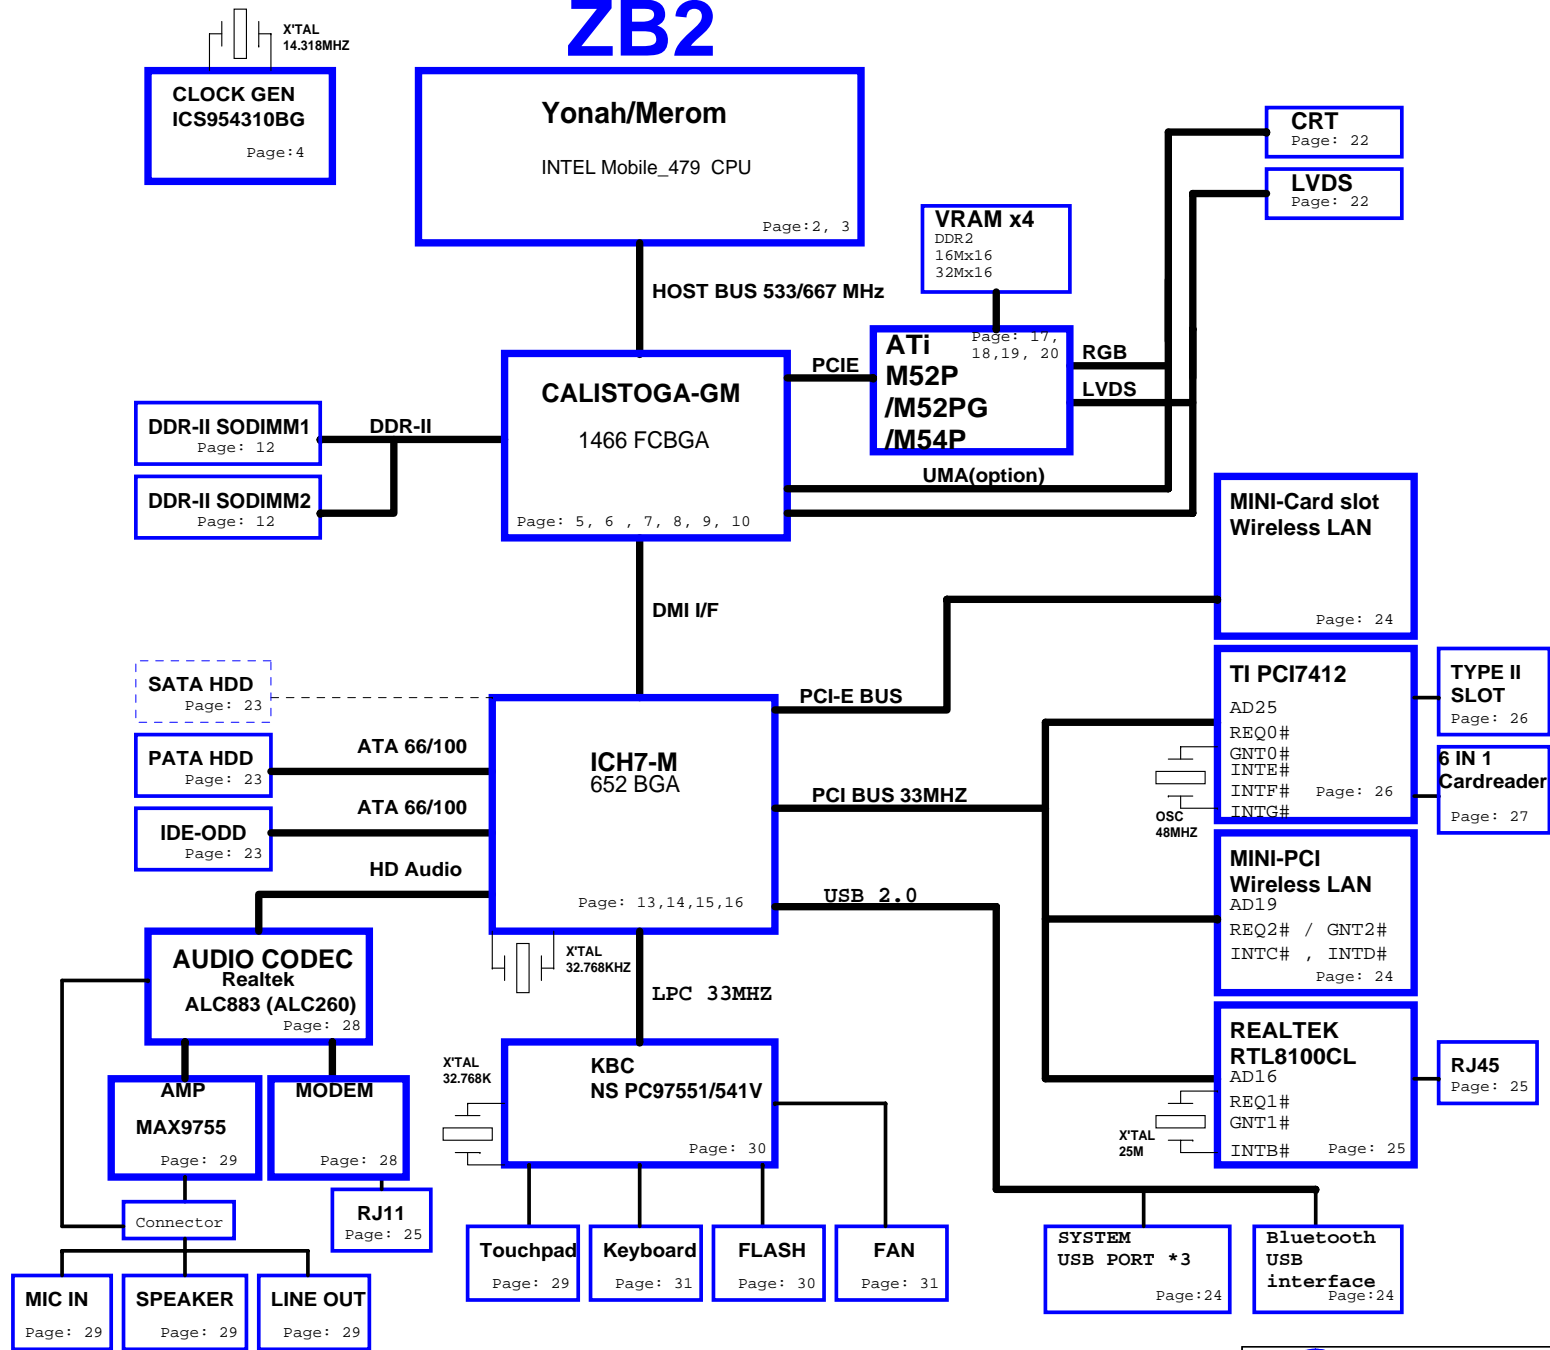 ZB2
X'TAL
14.318MHZ
CLOCK GEN
ICS954310BG
Page:4
Yonah/Merom
INTEL Mobile_479 CPU
Page:2, 3
CRT
Page: 22
LVDS
Page: 22
VRAM x4
DDR2
16Mx16
32Mx16
HOST BUS 533/667 MHz
ATi
M52P
/M52PG
/M54P
Page: 17,
18,19, 20
PCIE
RGB
LVDS
UMA(option)
CALISTOGA-GM
1466 FCBGA
Page: 5, 6 , 7, 8, 9, 10
DDR-II SODIMM1
Page: 12
DDR-II
DDR-II SODIMM2
Page: 12
DMI I/F
MINI-Card slot
Wireless LAN
Page: 24
SATA HDD
Page: 23
PATA HDD
Page: 23
ATA 66/100
IDE-ODD
Page: 23
ATA 66/100
HD Audio
ICH7-M
652 BGA
Page: 13,14,15,16
PCI-E BUS
PCI BUS 33MHZ
USB 2.0
TI PCI7412
AD25
REQ0#
GNT0#
INTE#
INTF#
INTG#
Page: 26
OSC
48MHZ
TYPE II
SLOT
Page: 26
6 IN 1
Cardreader
Page: 27
MINI-PCI
Wireless LAN
AD19
REQ2# / GNT2#
INTC# , INTD#
Page: 24
X'TAL
32.768KHZ
LPC 33MHZ
AUDIO CODEC
Realtek
ALC883 (ALC260)
Page: 28
AMP
MAX9755
Page: 29
MODEM
Page: 28
X'TAL
32.768K
KBC
NS PC97551/541V
Page: 30
REALTEK
RTL8100CL
AD16
REQ1#
GNT1#
INTB#
Page: 25
X'TAL
25M
RJ45
Page: 25
Connector
RJ11
Page: 25
MIC IN
Page: 29
SPEAKER
Page: 29
LINE OUT
Page: 29
Touchpad
Page: 29
Keyboard
Page: 31
FLASH
Page: 30
FAN
Page: 31
SYSTEM
USB PORT *3
Page:24
Bluetooth
USB
interface
Page:24